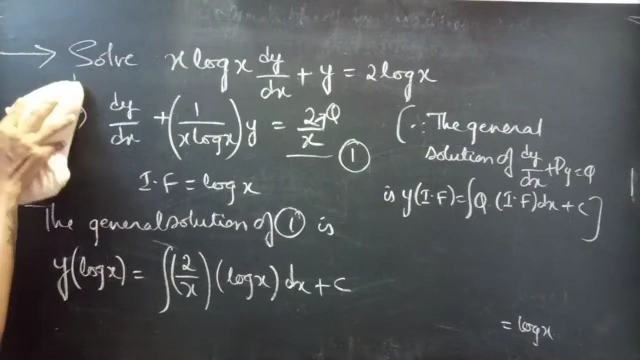 → Solve x log x dy/dx + y = 2 log x
) dy/dx + (1/(x log x)) y = 2/x → Q
—— ①
I.F = log x
The general solution of ① is
y(log x) = ∫(2/x)(log x) dx + C
(∵ The general
solution of dy/dx + Py = Q
is y(I.F) = ∫Q (I.F) dx + C]
= log x